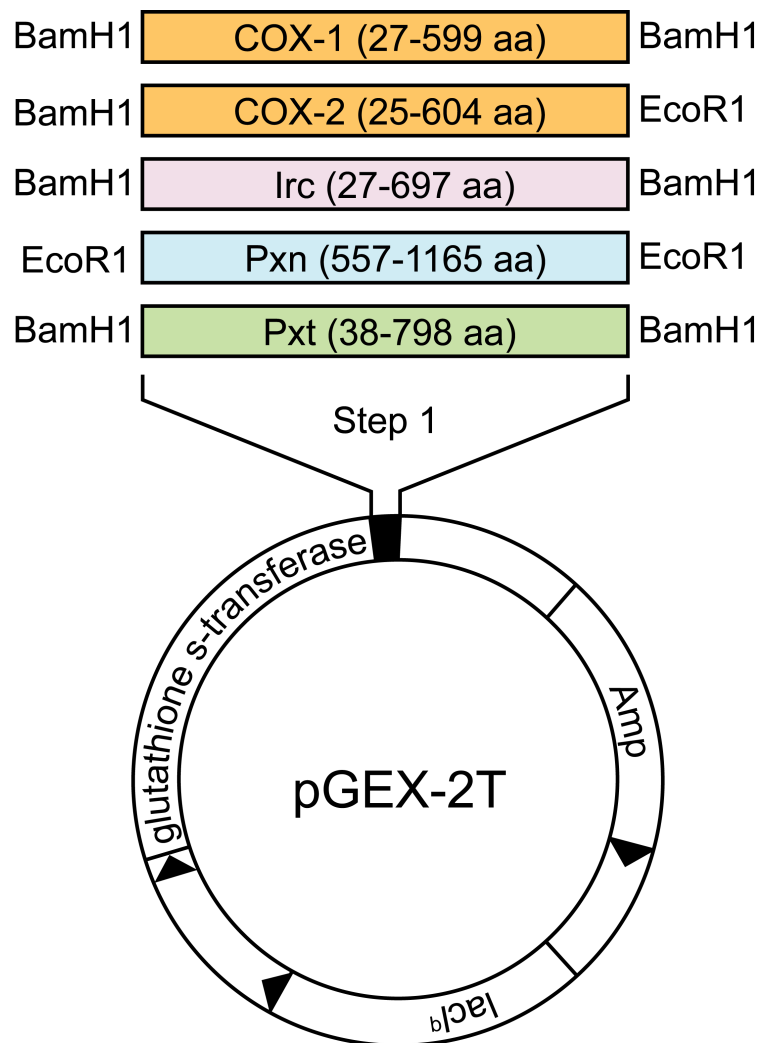 BamH1 COX-1 (27-599 aa) BamH1
BamH1 COX-2 (25-604 aa) EcoR1
BamH1 Irc (27-697 aa) BamH1
EcoR1 Pxn (557-1165 aa) EcoR1
BamH1 Pxt (38-798 aa) BamH1
Step 1
glutathione s-transferase
Amp
pGEX-2T
lacIq